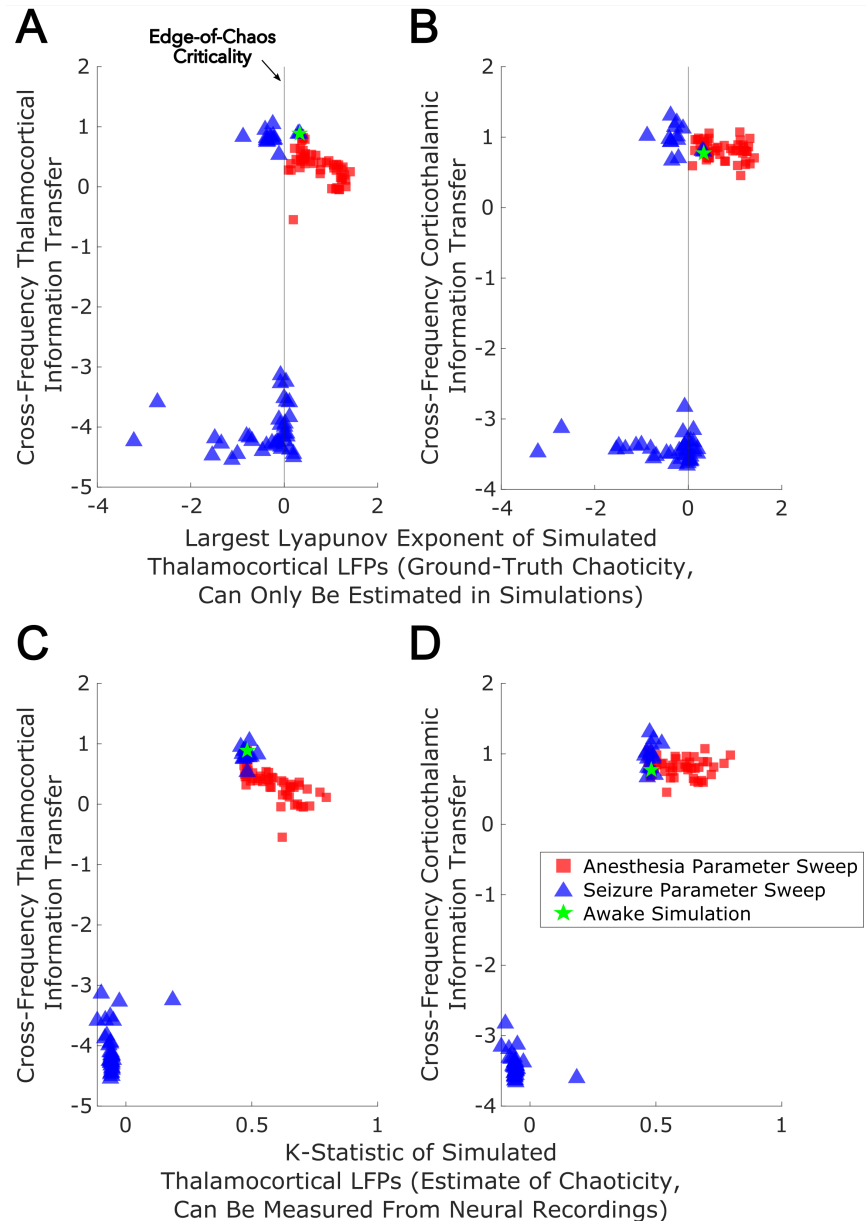 A
B
Edge-of-Chaos
Criticality
Cross-Frequency Thalamocortical
Information Transfer
2
1
0
-1
-2
-3
-4
-5
-4
-2
0
2
Cross-Frequency Corticothalamic
Information Transfer
2
1
0
-1
-2
-3
-4
-4
-2
0
2
Largest Lyapunov Exponent of Simulated
Thalamocortical LFPs (Ground-Truth Chaoticity,
Can Only Be Estimated in Simulations)
C
D
Cross-Frequency Thalamocortical
Information Transfer
2
1
0
-1
-2
-3
-4
-5
0
0.5
1
Cross-Frequency Corticothalamic
Information Transfer
2
1
0
-1
-2
-3
-4
0
0.5
1
Anesthesia Parameter Sweep
Seizure Parameter Sweep
Awake Simulation
K-Statistic of Simulated
Thalamocortical LFPs (Estimate of Chaoticity,
Can Be Measured From Neural Recordings)